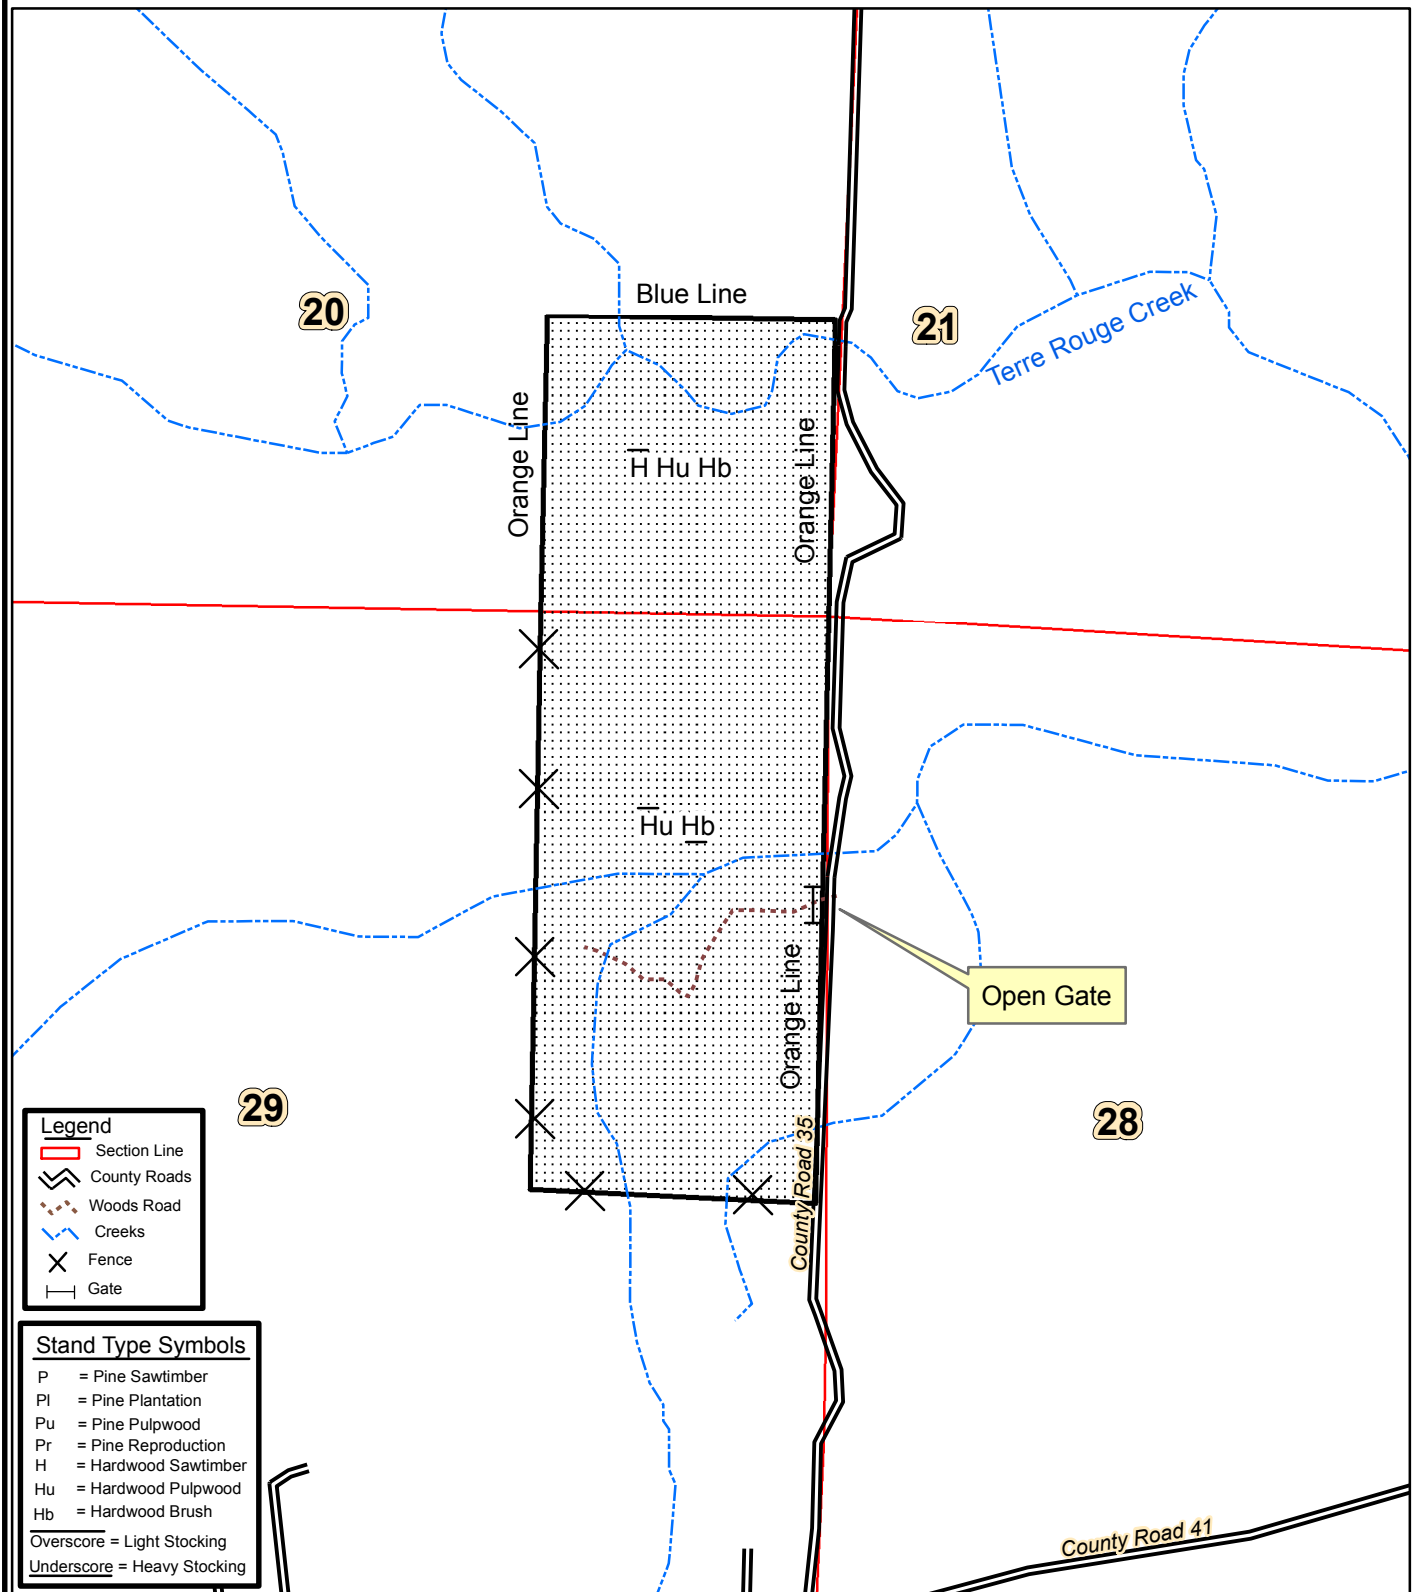 Blue Line
20
21
Terre Rouge Creek
Orange Line
Orange Line
H Hu Hb
Hu Hb
Orange Line
Open Gate
29
28
County Road 35
Legend
Section Line
County Roads
Woods Road
Creeks
Fence
Gate
Stand Type Symbols
P = Pine Sawtimber
Pl = Pine Plantation
Pu = Pine Pulpwood
Pr = Pine Reproduction
H = Hardwood Sawtimber
Hu = Hardwood Pulpwood
Hb = Hardwood Brush
Overscore = Light Stocking
Underscore = Heavy Stocking
County Road 41